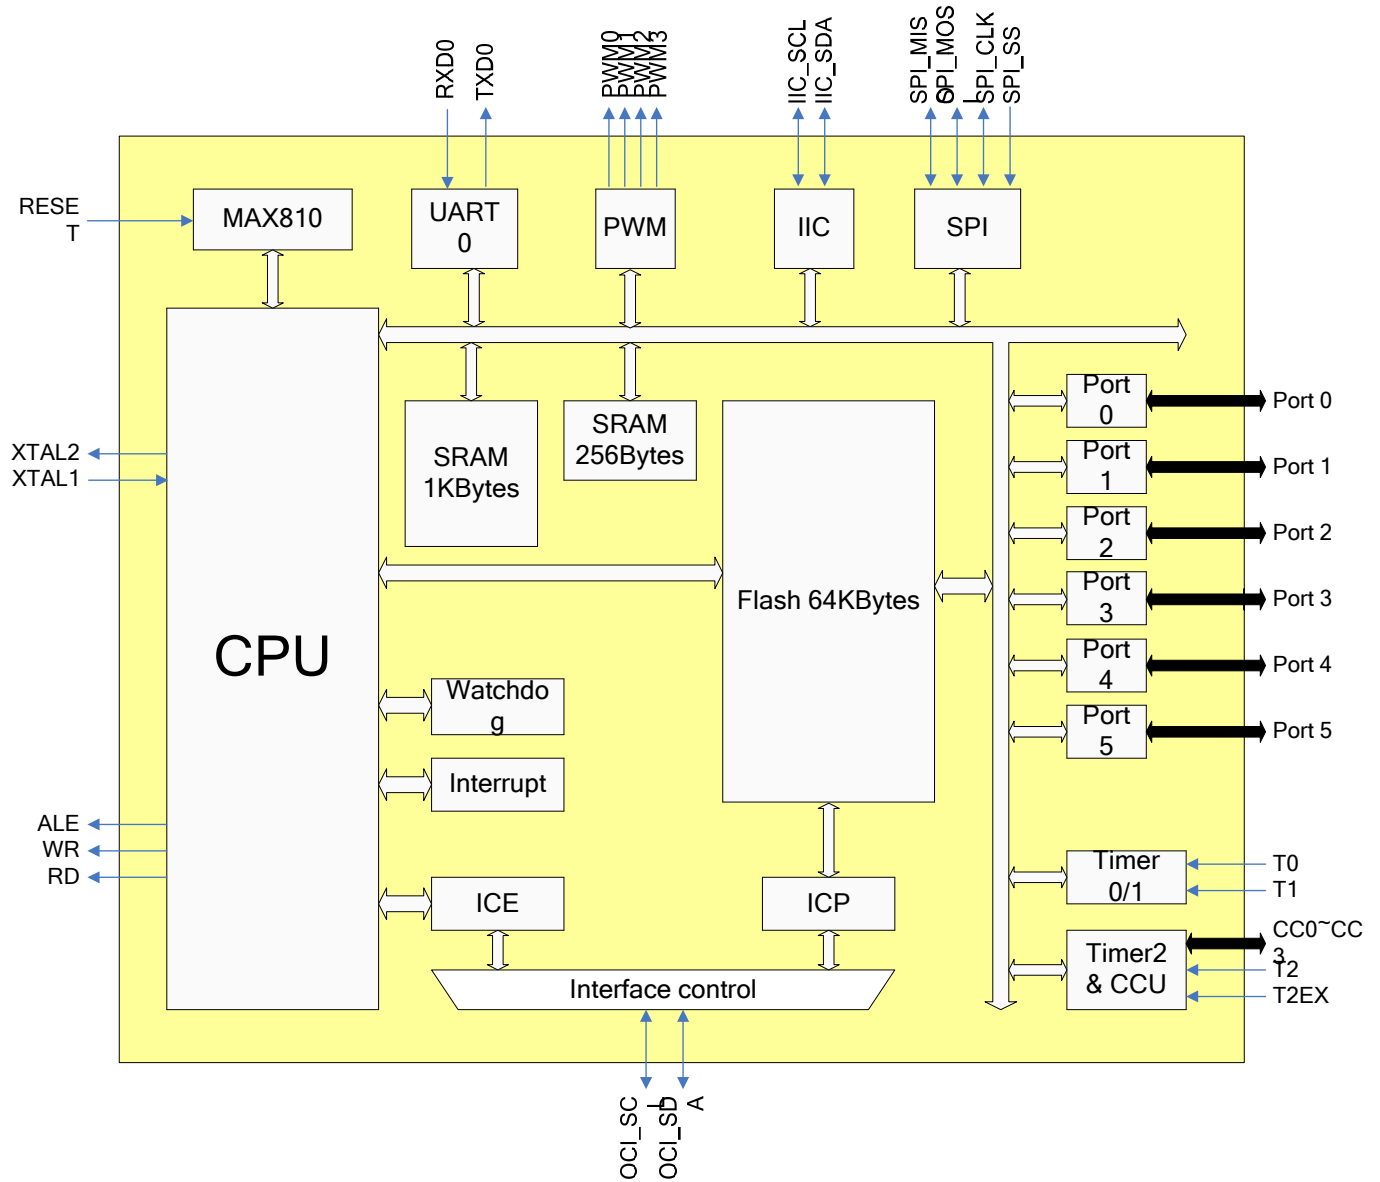 RXD0
TXD0
PWM0
PWM1
PWM2
PWM3
IIC_SCL
IIC_SDA
SPI_MIS
O
SPI_MOS
I
SPI_CLK
SPI_SS
RESE
T
MAX810
UART
0
PWM
IIC
SPI
XTAL2
XTAL1
CPU
SRAM
1KBytes
SRAM
256Bytes
Flash 64KBytes
Port
0
Port 0
Port
1
Port 1
Port
2
Port 2
Port
3
Port 3
Port
4
Port 4
Port
5
Port 5
Watchdo
g
Interrupt
ALE
WR
RD
ICE
ICP
Timer
0/1
T0
T1
Timer2
& CCU
CC0~CC
3
T2
T2EX
Interface control
OCI_SC
L
OCI_SD
A